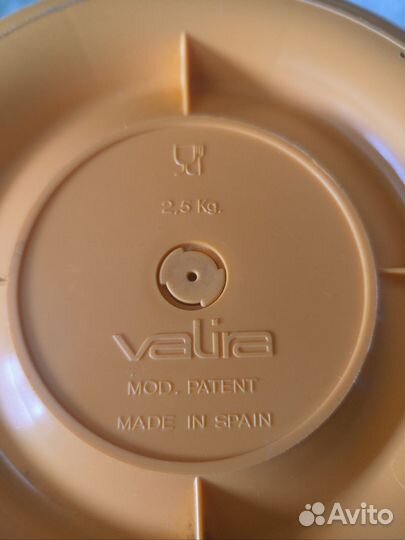 2,5 Kg.
valira
MOD. PATENT
MADE IN SPAIN
Avito